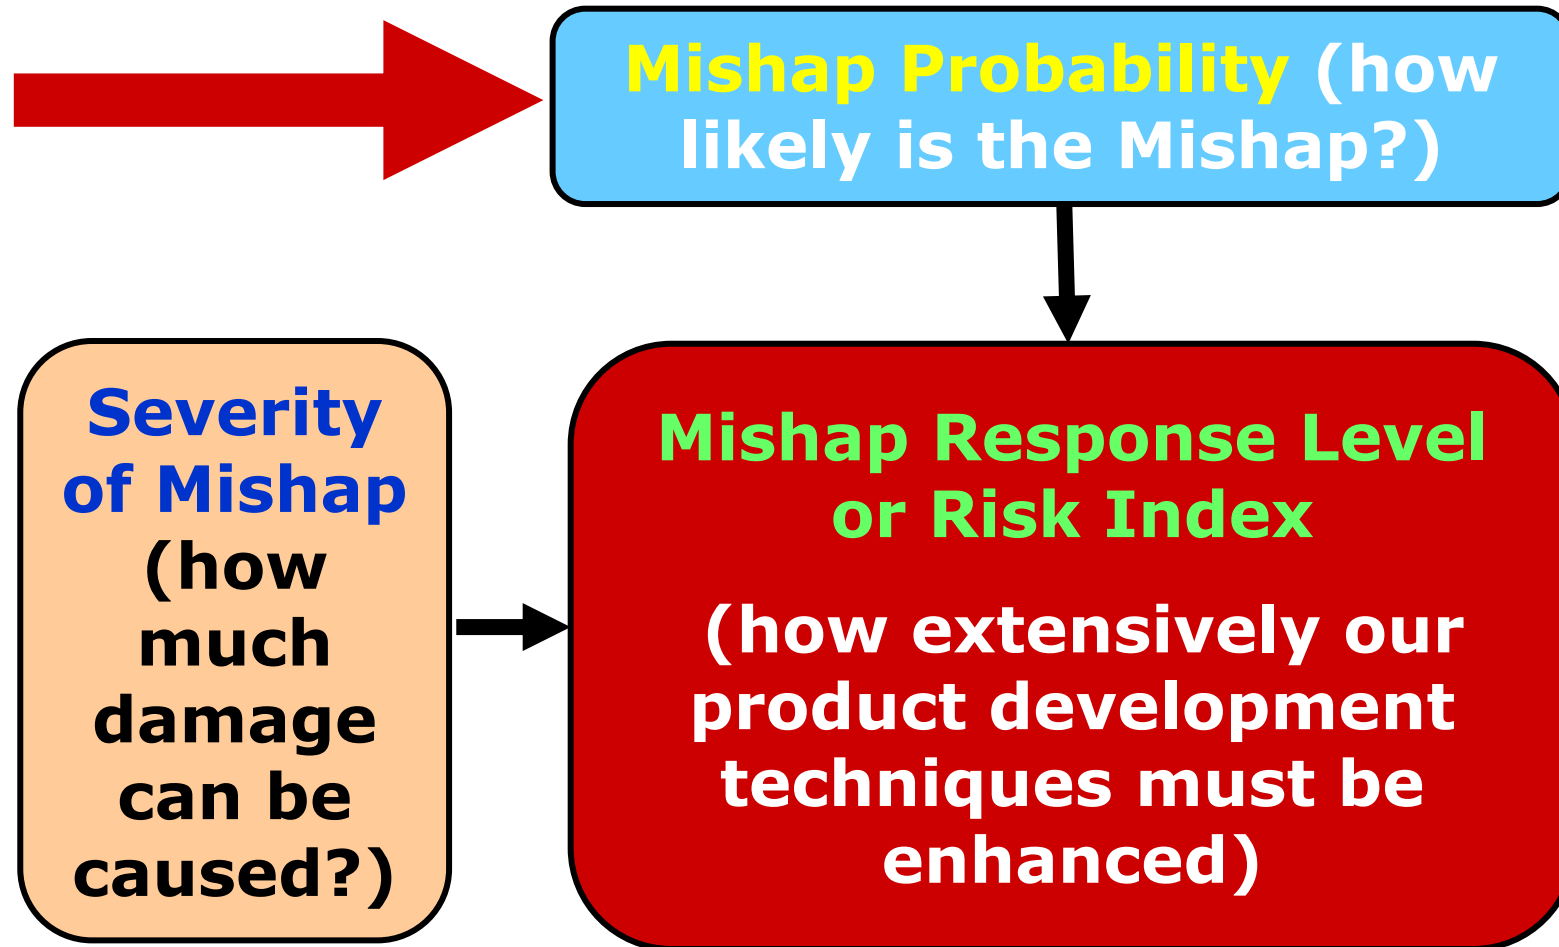 Mishap Probability (how
likely is the Mishap?)
Severity
of Mishap
(how
much
damage
can be
caused?)
Mishap Response Level
or Risk Index
(how extensively our
product development
techniques must be
enhanced)